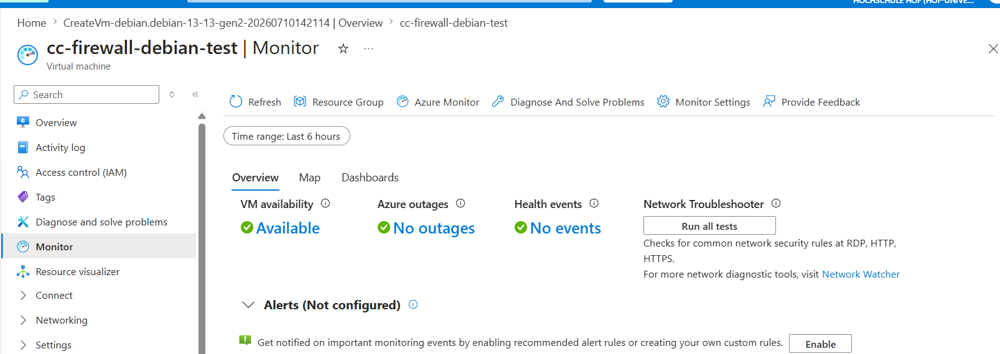 HOCHSCHULE HOF (HOF-UNIVE...
Home > CreateVm-debian.debian-13-13-gen2-20260710142114 | Overview > cc-firewall-debian-test
cc-firewall-debian-test | Monitor
Virtual machine
Search
Overview
Activity log
Access control (IAM)
Tags
Diagnose and solve problems
Monitor
Resource visualizer
Connect
Networking
Settings
Refresh
Resource Group
Azure Monitor
Diagnose And Solve Problems
Monitor Settings
Provide Feedback
Time range: Last 6 hours
Overview
Map
Dashboards
VM availability
Available
Azure outages
No outages
Health events
No events
Network Troubleshooter
Run all tests
Checks for common network security rules at RDP, HTTP,
HTTPS.
For more network diagnostic tools, visit Network Watcher
Alerts (Not configured)
Get notified on important monitoring events by enabling recommended alert rules or creating your own custom rules.
Enable